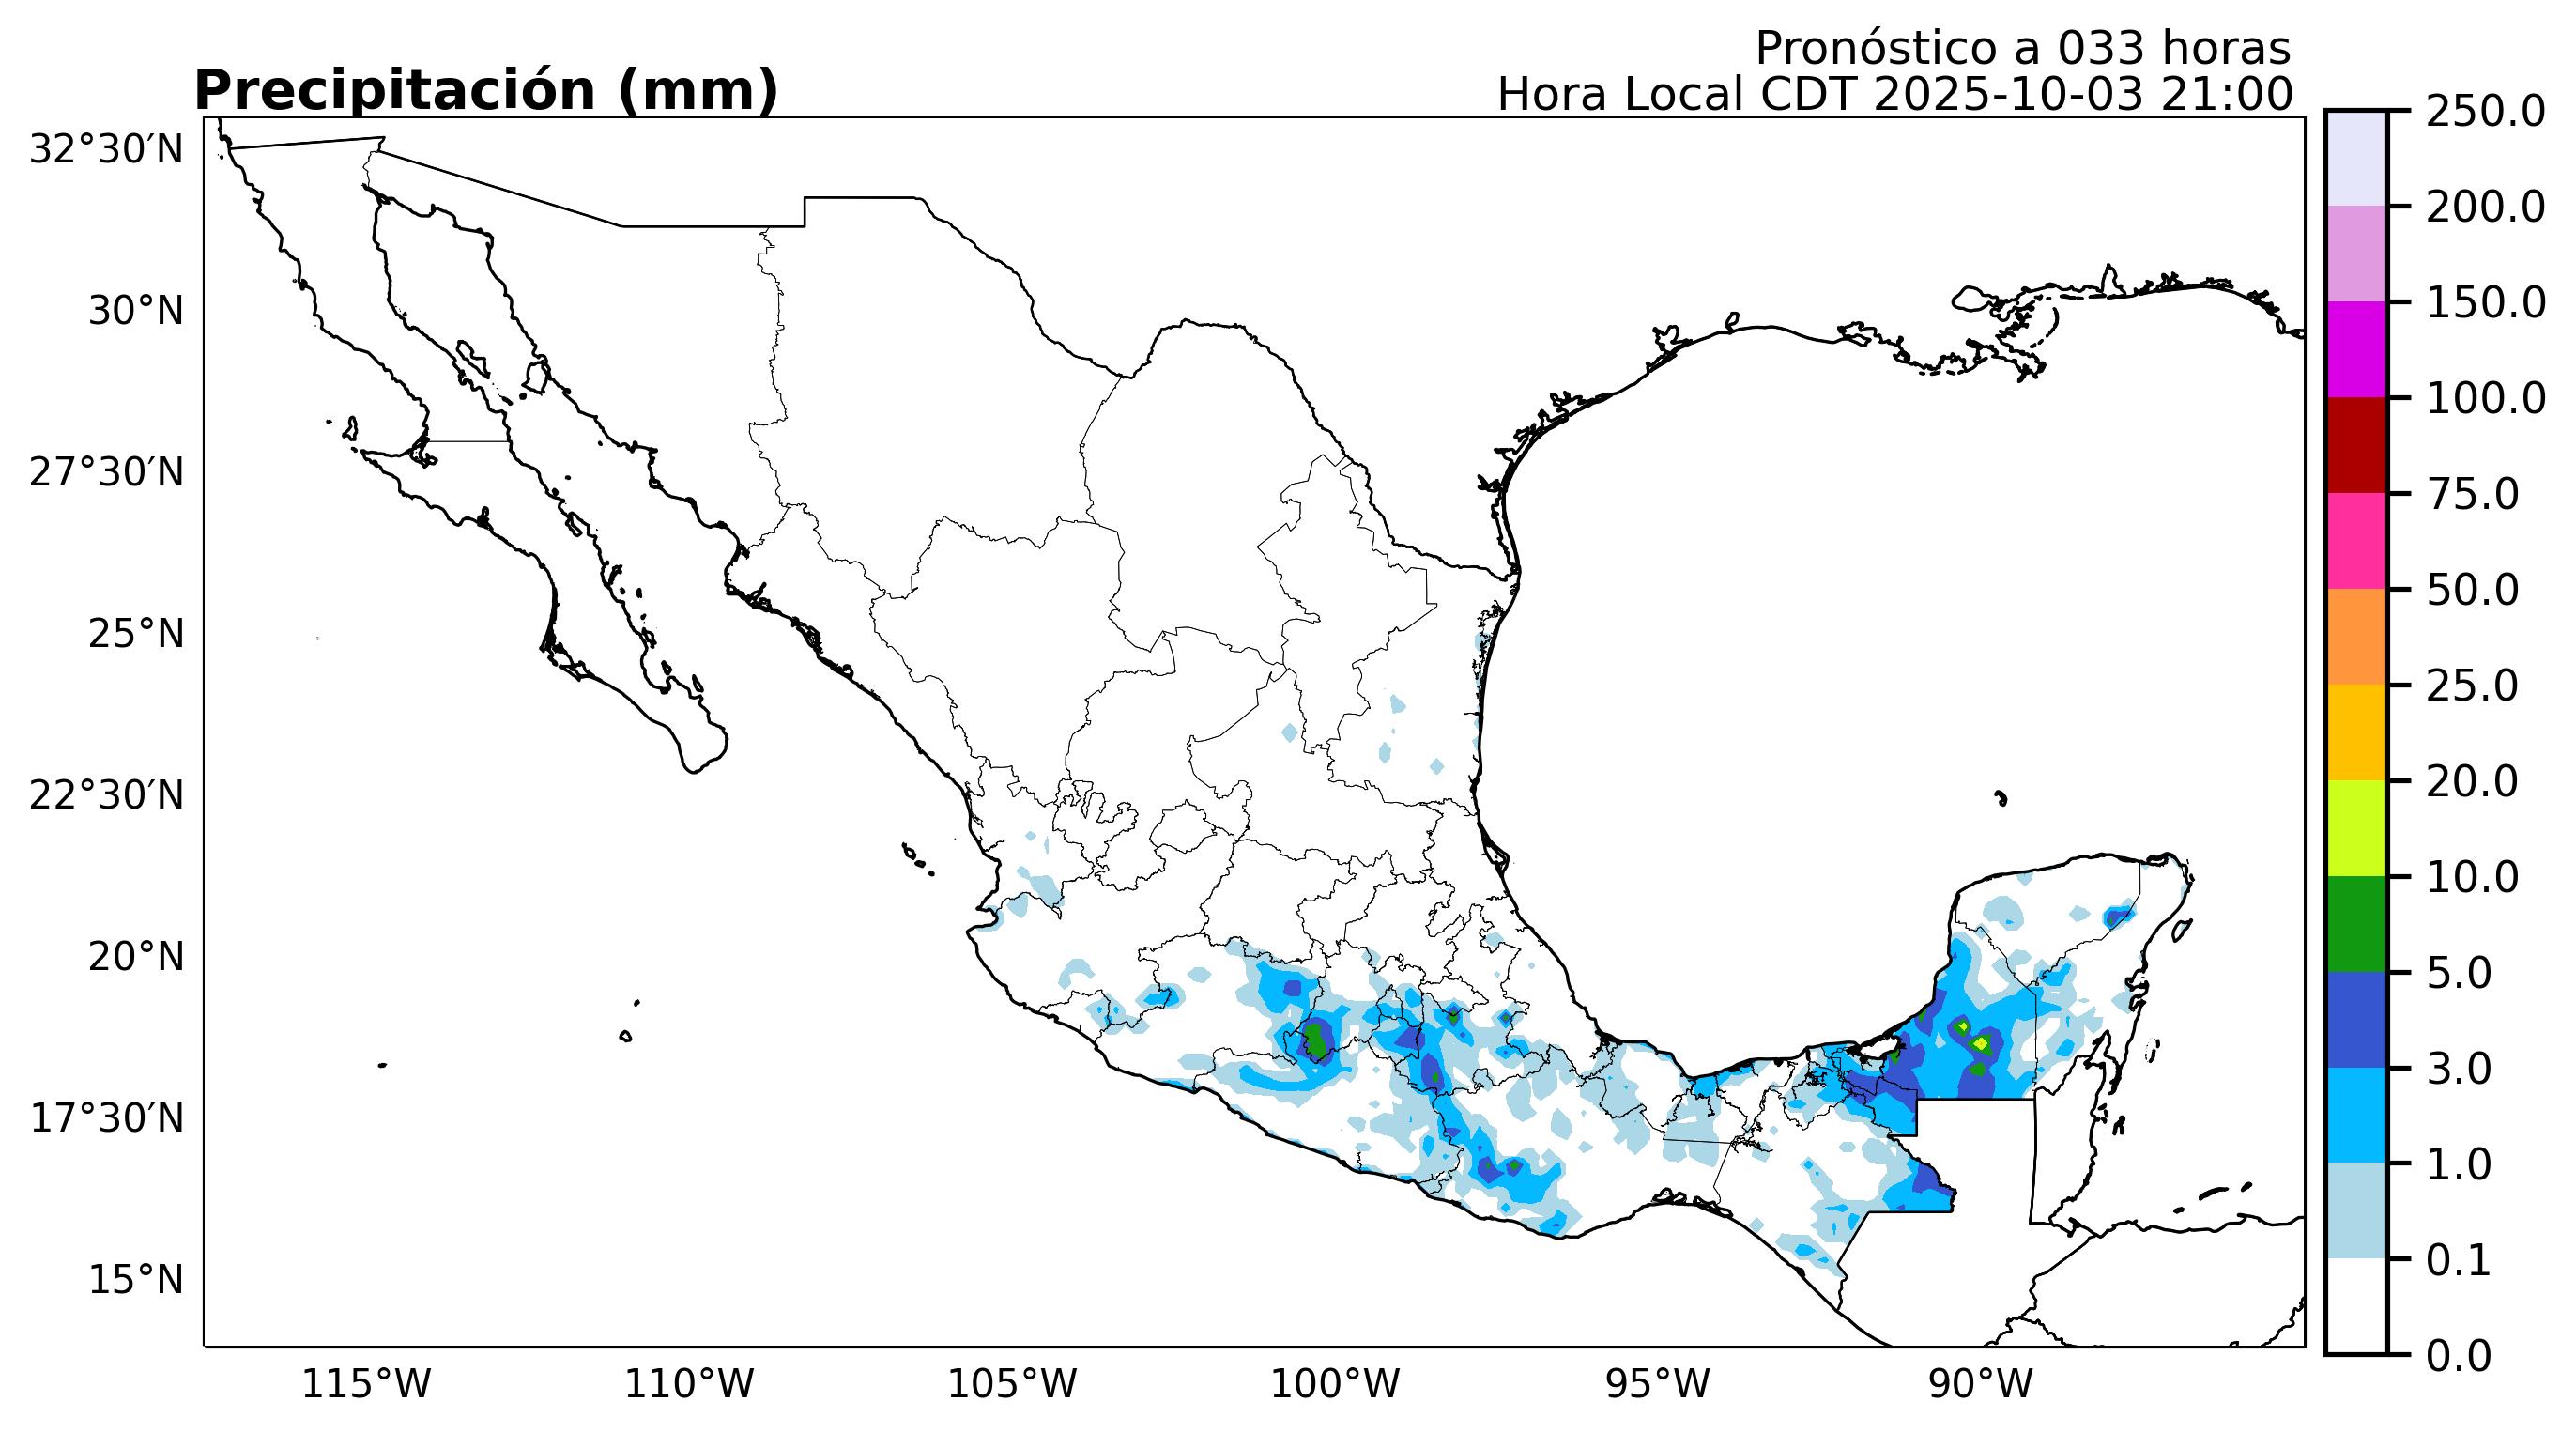 Pronóstico a 033 horas
Precipitación (mm)
Hora Local CDT 2025-10-03 21:00
32°30′N
30°N
27°30′N
25°N
22°30′N
20°N
17°30′N
15°N
115°W
110°W
105°W
100°W
95°W
90°W
250.0
200.0
150.0
100.0
75.0
50.0
25.0
20.0
10.0
5.0
3.0
1.0
0.1
0.0